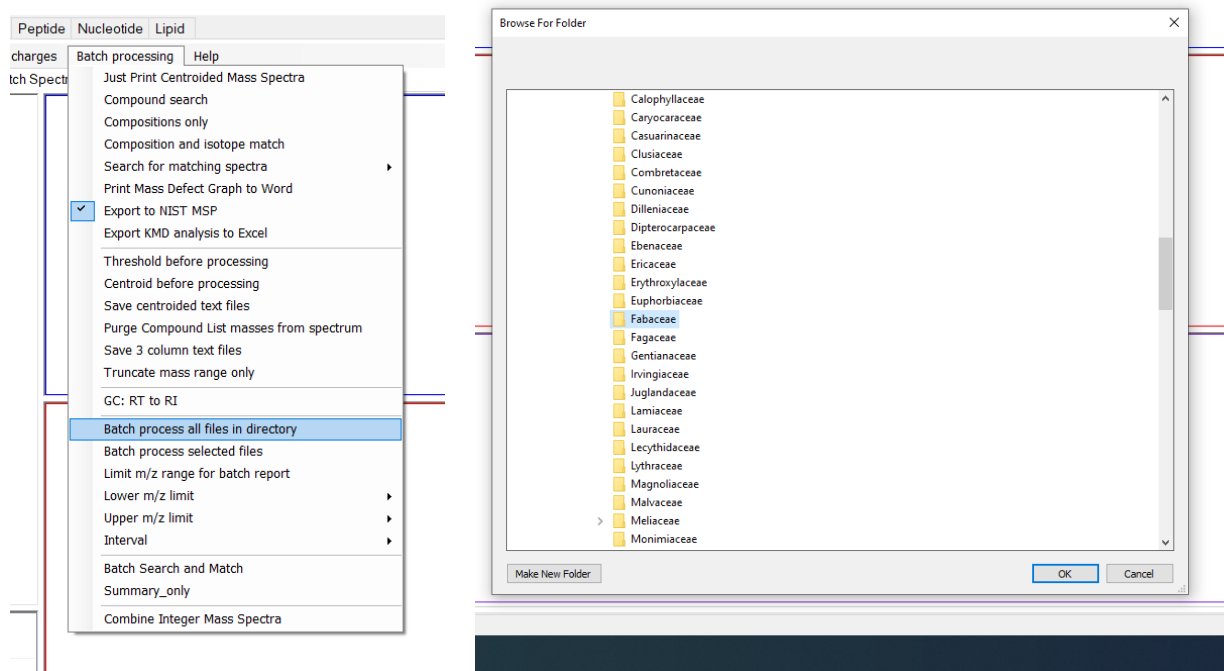 Peptide Nucleotide Lipid
charges Batch processing Help
tch Spectr
Just Print Centroided Mass Spectra
Compound search
Compositions only
Composition and isotope match
Search for matching spectra
Print Mass Defect Graph to Word
Export to NIST MSP
Export KMD analysis to Excel
Threshold before processing
Centroid before processing
Save centroided text files
Purge Compound List masses from spectrum
Save 3 column text files
Truncate mass range only
GC: RT to RI
Batch process all files in directory
Batch process selected files
Limit m/z range for batch report
Lower m/z limit
Upper m/z limit
Interval
Batch Search and Match
Summary_only
Combine Integer Mass Spectra
Browse For Folder
Calophyllaceae
Caryocaraceae
Casuarinaceae
Clusiaceae
Combretaceae
Cunoniaceae
Dilleniaceae
Dipterocarpaceae
Ebenaceae
Ericaceae
Erythroxylaceae
Euphorbiaceae
Fabaceae
Fagaceae
Gentianaceae
Irvingiaceae
Juglandaceae
Lamiaceae
Lauraceae
Lecythidaceae
Lythraceae
Magnoliaceae
Malvaceae
Meliaceae
Monimiaceae
Make New Folder OK Cancel